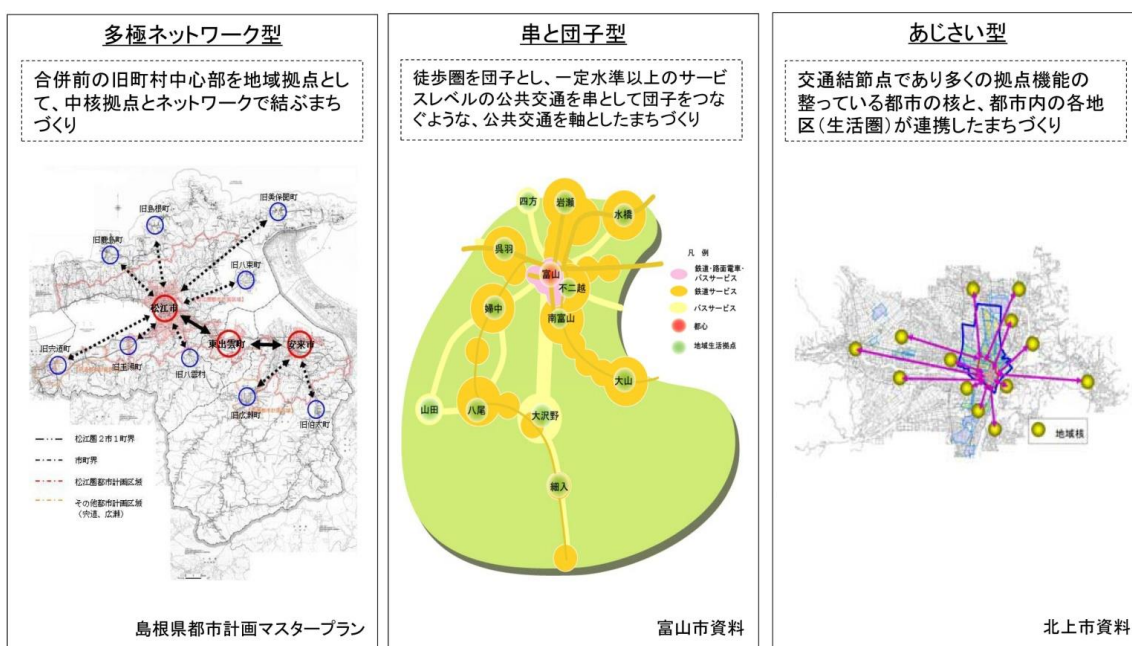 多極ネットワーク型
合併前の旧町村中心部を地域拠点とし
て、中核拠点とネットワークで結ぶまち
づくり
旧美保関町
旧島根町
旧鹿島町
旧八束町
松江市
東出雲町
安来市
旧宍道町
旧玉湯町
旧八雲村
旧広瀬町
旧伯太町
松江圏2市1町界
市町界
松江圏都市計画区域
その他都市計画区域
(宍道、広瀬)
島根県都市計画マスタープラン
串と団子型
徒歩圏を団子とし、一定水準以上のサービ
スレベルの公共交通を串として団子をつな
ぐような、公共交通を軸としたまちづくり
四方
岩瀬
水橋
呉羽
富山
不二越
婦中
南富山
大山
山田
八尾
大沢野
細入
凡 例
鉄道・路面電車・
バスサービス
鉄道サービス
バスサービス
都心
地域生活拠点
富山市資料
あじさい型
交通結節点であり多くの拠点機能の
整っている都市の核と、都市内の各地
区(生活圏)が連携したまちづくり
地域核
北上市資料